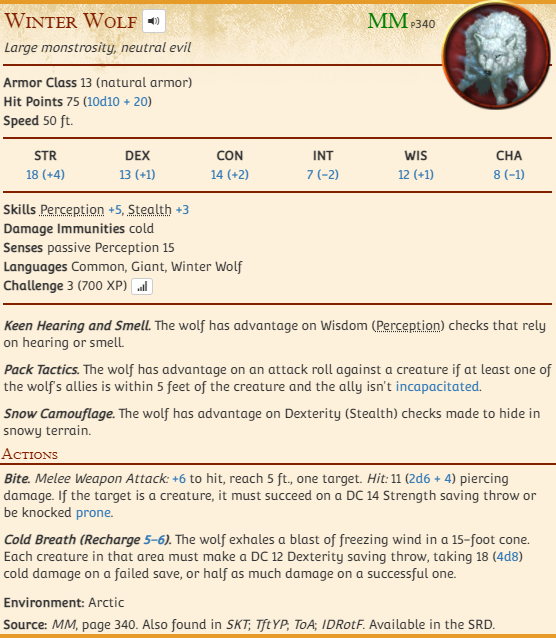 Winter Wolf MM p340
Large monstrosity, neutral evil
Armor Class 13 (natural armor)
Hit Points 75 (10d10 + 20)
Speed 50 ft.
STR DEX CON INT WIS CHA
18 (+4) 13 (+1) 14 (+2) 7 (−2) 12 (+1) 8 (−1)
Skills Perception +5, Stealth +3
Damage Immunities cold
Senses passive Perception 15
Languages Common, Giant, Winter Wolf
Challenge 3 (700 XP)
Keen Hearing and Smell. The wolf has advantage on Wisdom (Perception) checks that rely
on hearing or smell.
Pack Tactics. The wolf has advantage on an attack roll against a creature if at least one of
the wolf's allies is within 5 feet of the creature and the ally isn't incapacitated.
Snow Camouflage. The wolf has advantage on Dexterity (Stealth) checks made to hide in
snowy terrain.
Actions
Bite. Melee Weapon Attack: +6 to hit, reach 5 ft., one target. Hit: 11 (2d6 + 4) piercing
damage. If the target is a creature, it must succeed on a DC 14 Strength saving throw or
be knocked prone.
Cold Breath (Recharge 5–6). The wolf exhales a blast of freezing wind in a 15-foot cone.
Each creature in that area must make a DC 12 Dexterity saving throw, taking 18 (4d8)
cold damage on a failed save, or half as much damage on a successful one.
Environment: Arctic
Source: MM, page 340. Also found in SKT; TftYP; ToA; IDRotF. Available in the SRD.